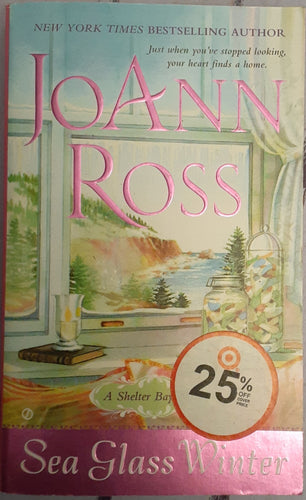 NEW YORK TIMES BESTSELLING AUTHOR
Just when you've stopped looking,
your heart finds a home.
JOANN
ROSS
A Shelter Bay
25% OFF
COVER
PRICE
Sea Glass Winter